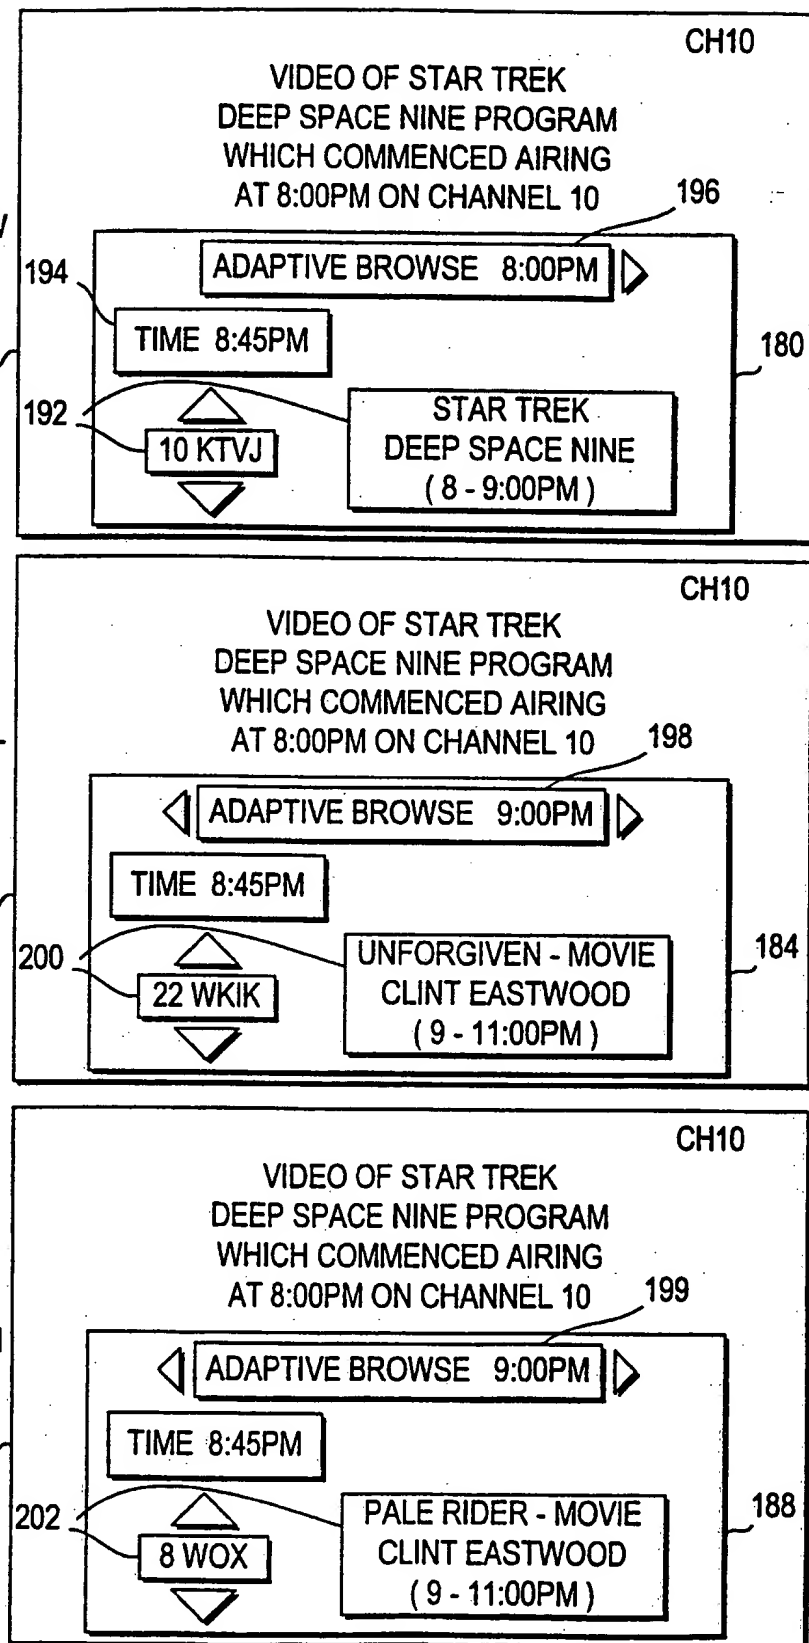 CH10
VIDEO OF STAR TREK
DEEP SPACE NINE PROGRAM
WHICH COMMENCED AIRING
AT 8:00PM ON CHANNEL 10
196
ADAPTIVE BROWSE 8:00PM
194
TIME 8:45PM
180
192
10 KTVJ
STAR TREK
DEEP SPACE NINE
( 8 - 9:00PM )
CH10
VIDEO OF STAR TREK
DEEP SPACE NINE PROGRAM
WHICH COMMENCED AIRING
AT 8:00PM ON CHANNEL 10
198
ADAPTIVE BROWSE 9:00PM
TIME 8:45PM
200
22 WKIK
UNFORGIVEN - MOVIE
CLINT EASTWOOD
( 9 - 11:00PM )
184
CH10
VIDEO OF STAR TREK
DEEP SPACE NINE PROGRAM
WHICH COMMENCED AIRING
AT 8:00PM ON CHANNEL 10
199
ADAPTIVE BROWSE 9:00PM
TIME 8:45PM
202
8 WOX
PALE RIDER - MOVIE
CLINT EASTWOOD
( 9 - 11:00PM )
188